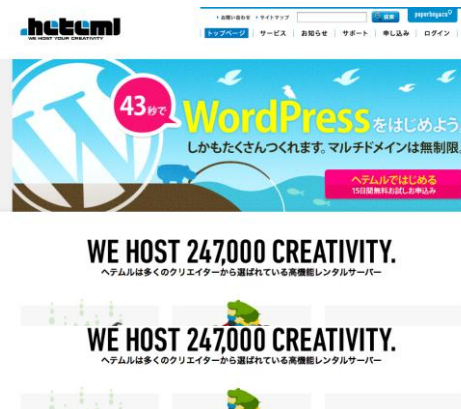 お問い合わせ サイトマップ 検索 paperboy&co.
.heteml
WE HOST YOUR CREATIVITY
トップページ サービス お知らせ サポート 申し込み ログイン
43秒で
WordPressをはじめよう
しかもたくさんつくれます。マルチドメインは無制限。
ヘテムルではじめる
15日間無料お試しお申込み
WE HOST 247,000 CREATIVITY.
ヘテムルは多くのクリエイターから選ばれている高機能レンタルサーバー
WE HOST 247,000 CREATIVITY.
ヘテムルは多くのクリエイターから選ばれている高機能レンタルサーバー